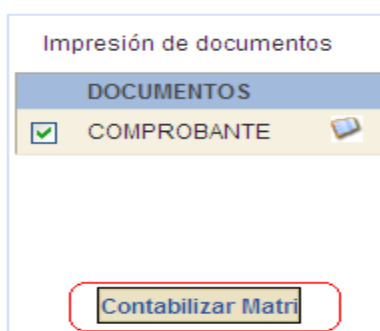 Impresión de documentos
DOCUMENTOS
COMPROBANTE
Contabilizar Matri